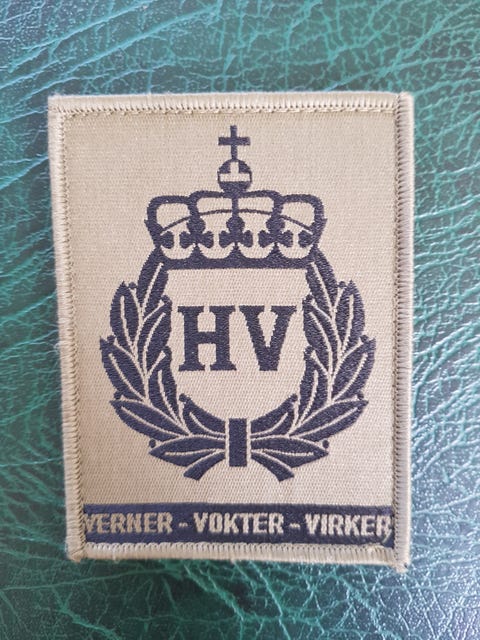 HV
VERNER - VOKTER - VIRKER